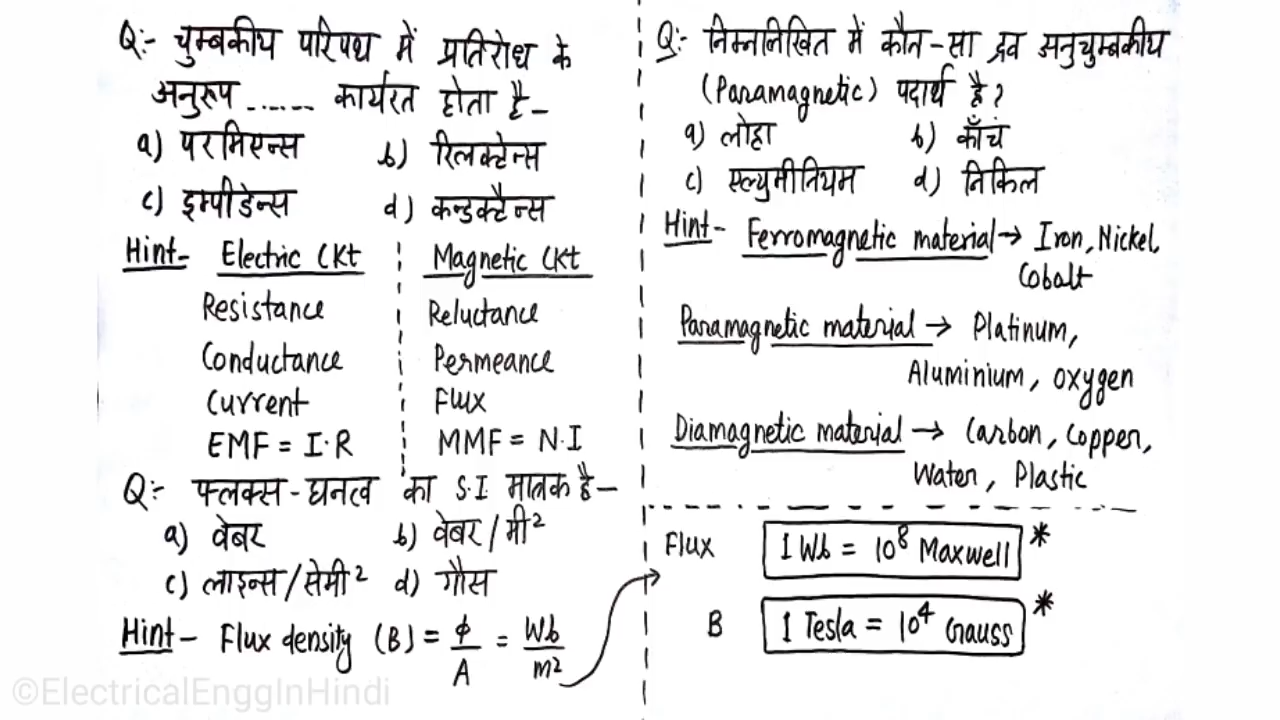 Q:- चुम्बकीय परिपथ में प्रतिरोध के
अनुरूप ...... कार्यरत होता है-
a) परमिएन्स b) रिलक्टेन्स
c) इम्पीडेन्स d) कन्डक्टैन्स
Hint- Electric Ckt Magnetic Ckt
Resistance Reluctance
Conductance Permeance
Current Flux
EMF = I·R MMF = N·I
Q:- फ्लक्स-घनत्व का S.I मात्रक है-
a) वेबर b) वेबर/मी²
c) लाइन्स/सेमी² d) गौस
Hint- Flux density (B) = ϕ/A = Wb/m²
Q:- निम्नलिखित में कौन-सा द्रव अनुचुम्बकीय
(Paramagnetic) पदार्थ है?
a) लोहा b) काँचं
c) एल्युमीनियम d) निकिल
Hint- Ferromagnetic material → Iron, Nickel,
Cobalt
Paramagnetic material → Platinum,
Aluminium, Oxygen
Diamagnetic material → Carbon, Copper,
Water, Plastic
Flux 1 Wb = 10⁸ Maxwell *
B 1 Tesla = 10⁴ Gauss *
©ElectricalEnggInHindi